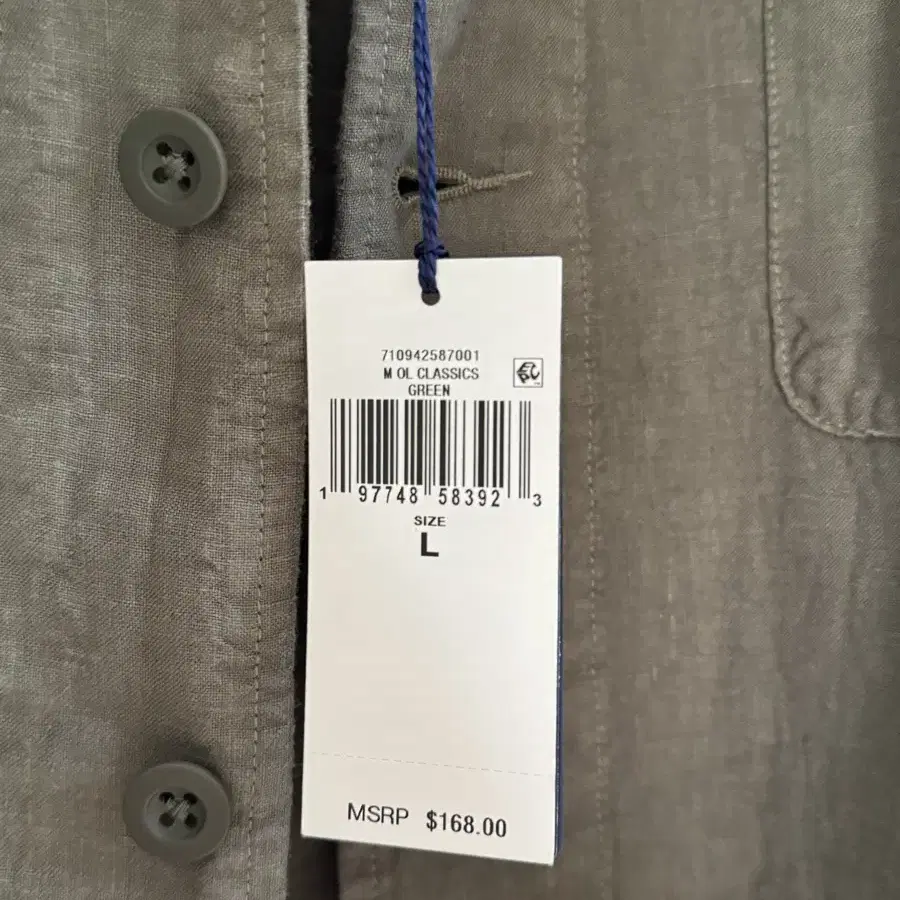 710942587001
M OL CLASSICS
GREEN
1 97748 58392 3
SIZE
L
MSRP $168.00